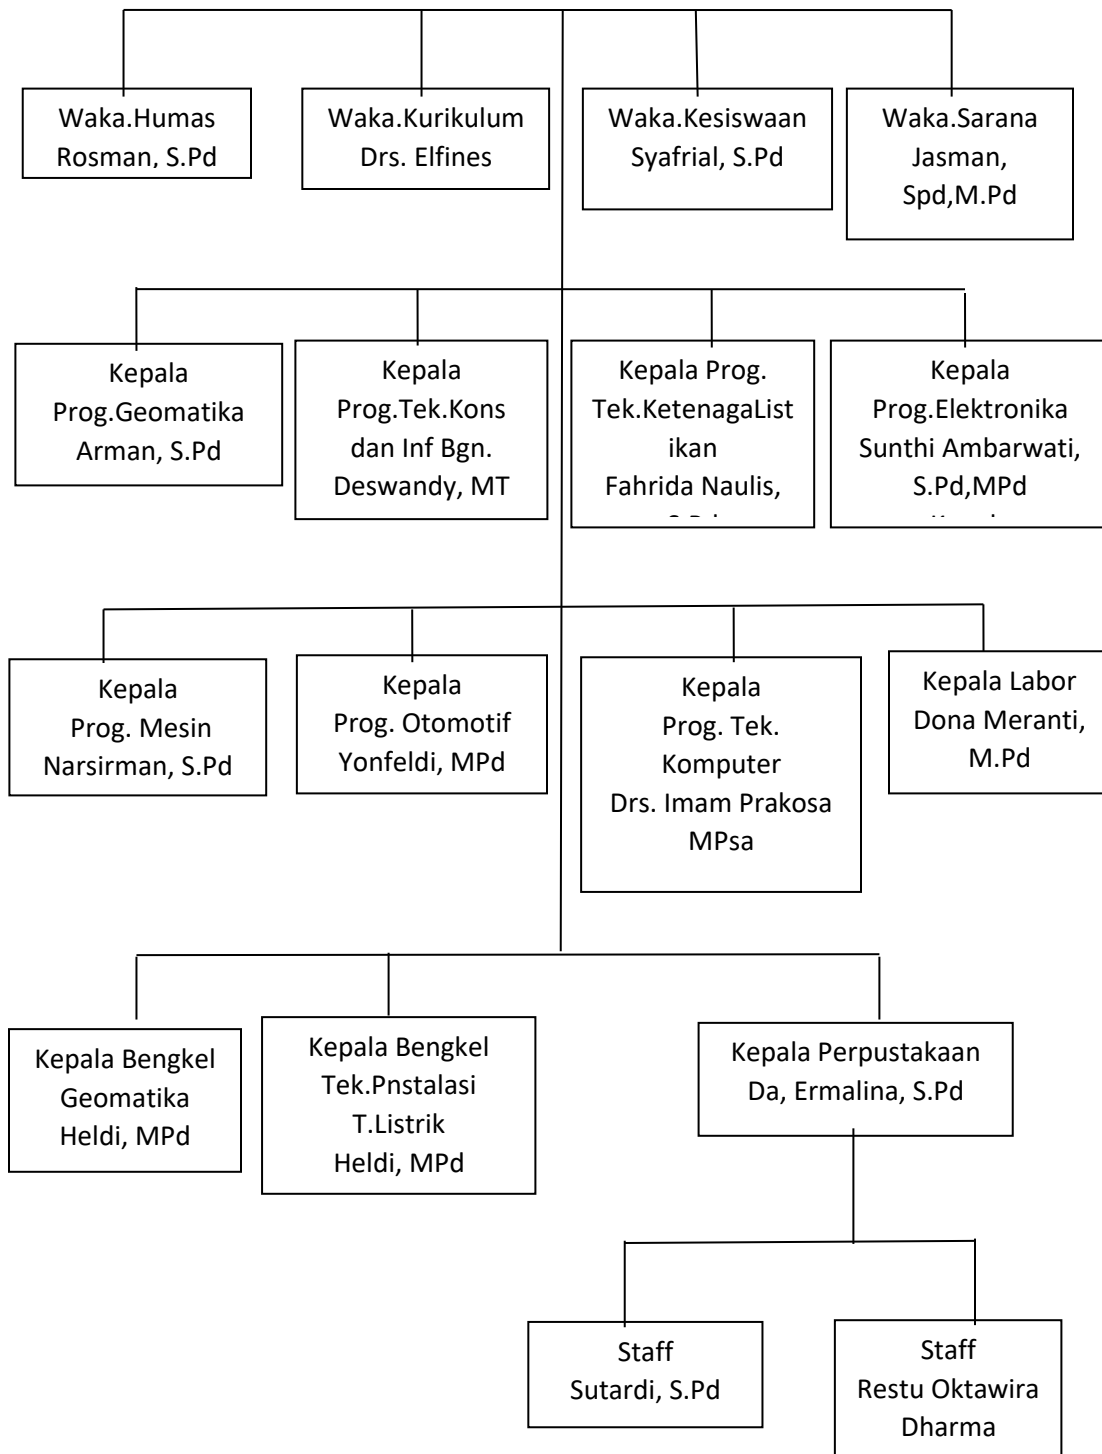 Waka.Humas
Rosman, S.Pd
Waka.Kurikulum
Drs. Elfines
Waka.Kesiswaan
Syafrial, S.Pd
Waka.Sarana
Jasman,
Spd,M.Pd
Kepala
Prog.Geomatika
Arman, S.Pd
Kepala
Prog.Tek.Kons
dan Inf Bgn.
Deswandy, MT
Kepala Prog.
Tek.KetenagaList
ikan
Fahrida Naulis,
Kepala
Prog.Elektronika
Sunthi Ambarwati,
S.Pd,MPd
Kepala
Prog. Mesin
Narsirman, S.Pd
Kepala
Prog. Otomotif
Yonfeldi, MPd
Kepala
Prog. Tek.
Komputer
Drs. Imam Prakosa
MPsa
Kepala Labor
Dona Meranti,
M.Pd
Kepala Bengkel
Geomatika
Heldi, MPd
Kepala Bengkel
Tek.Pnstalasi
T.Listrik
Heldi, MPd
Kepala Perpustakaan
Da, Ermalina, S.Pd
Staff
Sutardi, S.Pd
Staff
Restu Oktawira
Dharma